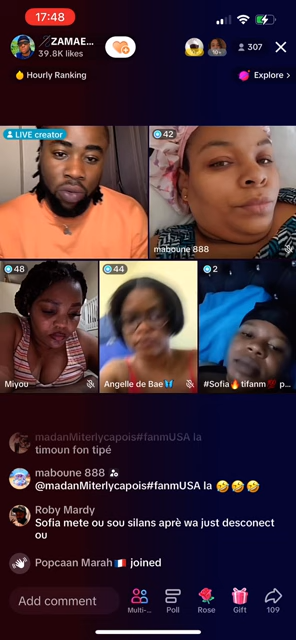 17:48
ZAMAE...
39.8K likes
307
Hourly Ranking
Explore >
LIVE creator
42
maboune 888
48
44
2
Miyou
Angelle de Bae🦋
#Sofia🔥tifanm💯p...
madanMiterlycapois#fanmUSA la
timoun fon tipé
maboune 888
@madanMiterlycapois#fanmUSA la 🤣🤣🤣
Roby Mardy
Sofia mete ou sou silans aprè wa just desconect
ou
Popcaan Marah🇫🇷 joined
Add comment
Multi-...
Poll
Rose
Gift
109